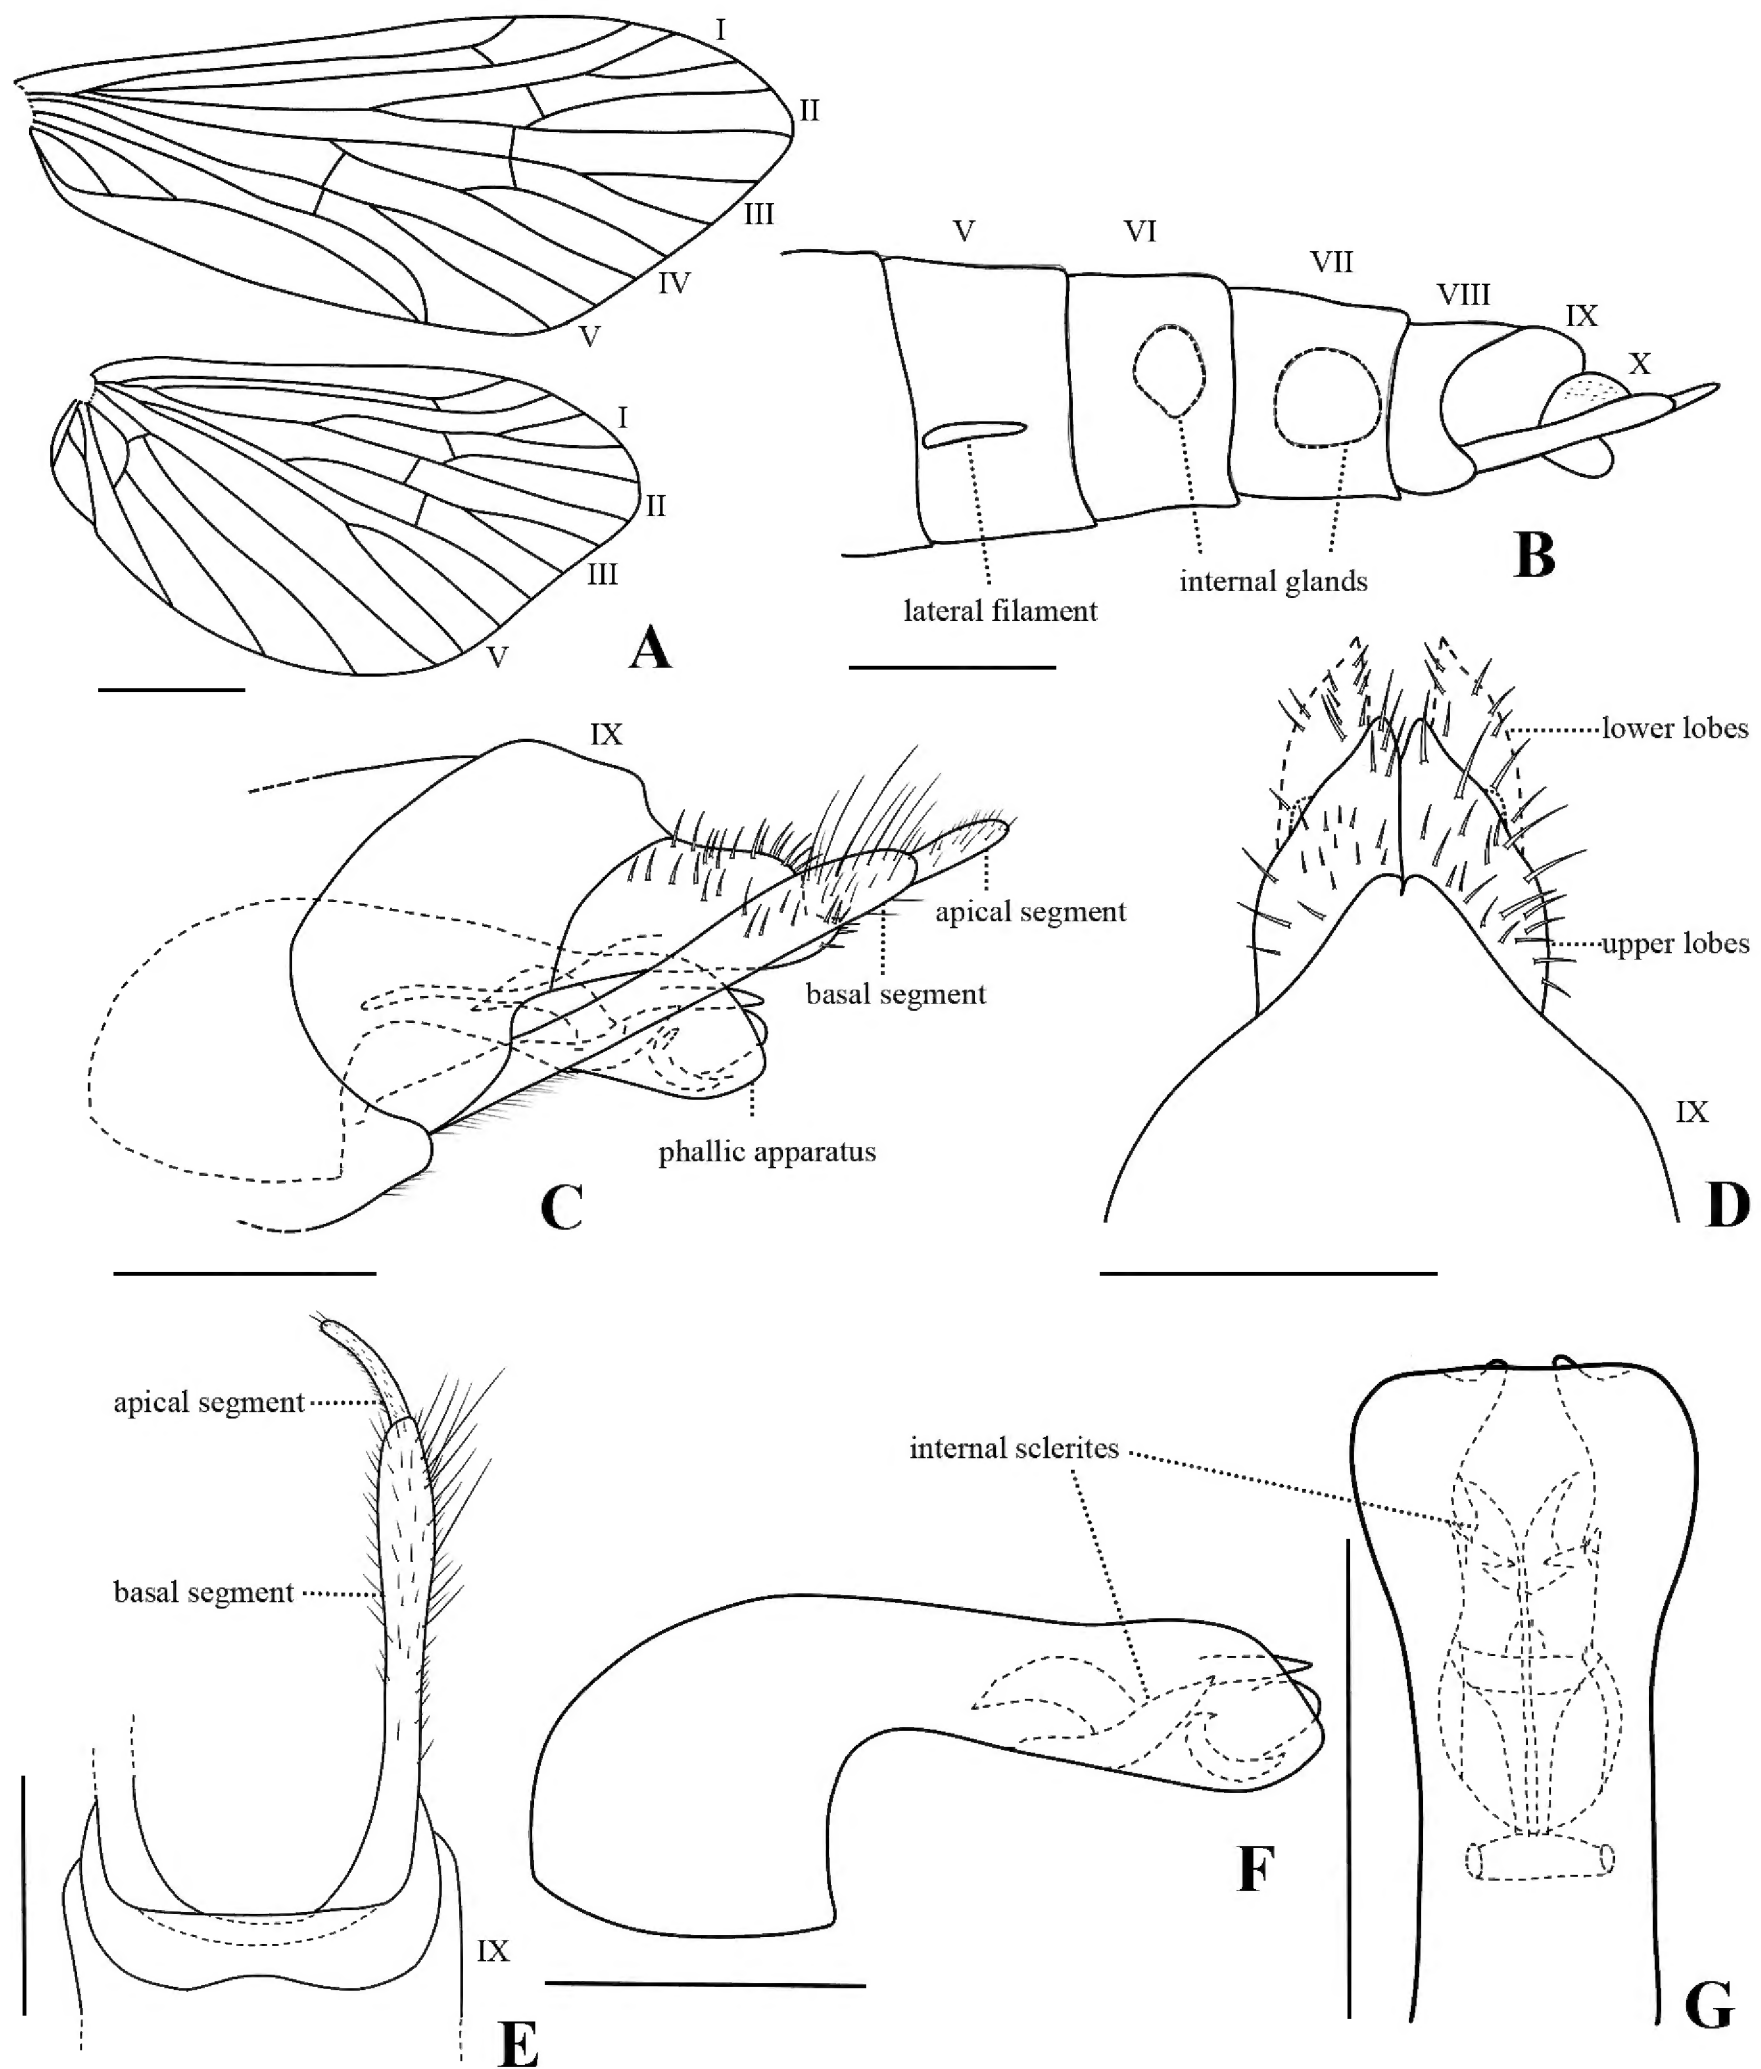 I
II
III
IV
V
I
II
III
V
A
V
VI
VII
VIII
IX
X
lateral filament
internal glands
B
IX
apical segment
basal segment
phallic apparatus
C
lower lobes
upper lobes
IX
D
apical segment
basal segment
IX
E
internal sclerites
F
G